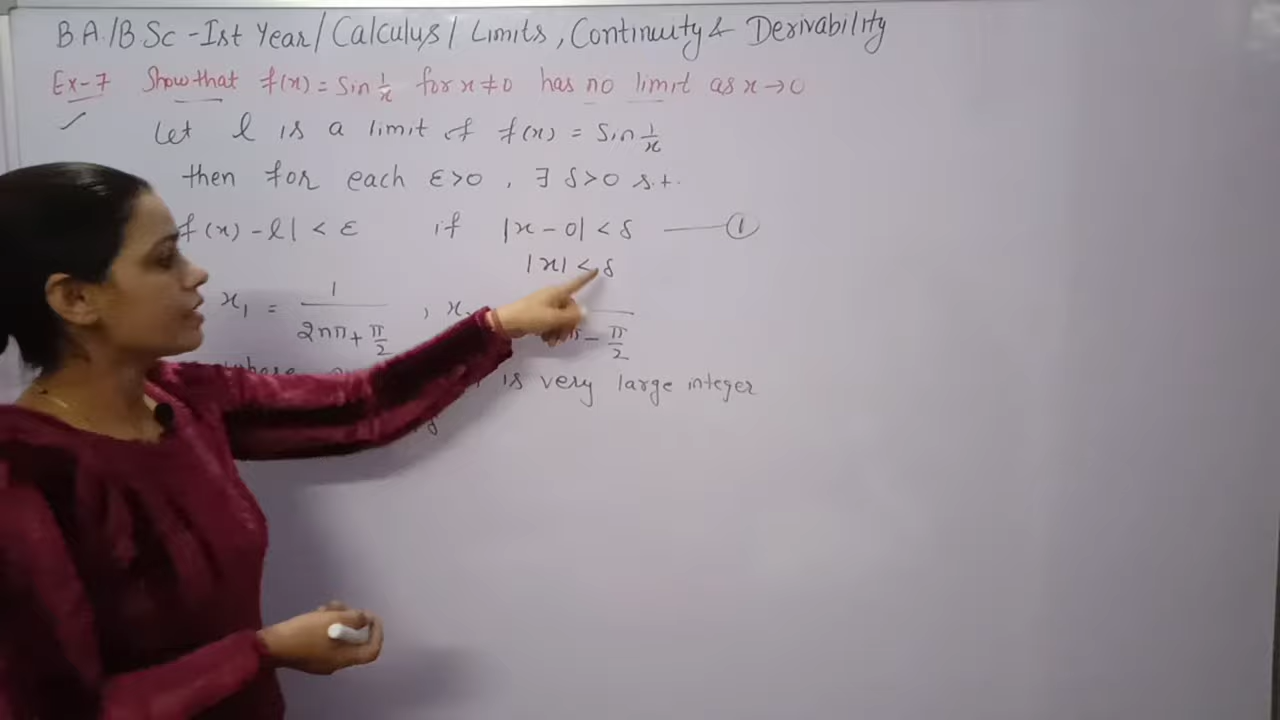 B.A./B.Sc - Ist Year / Calculus / Limits, Continuity & Derivability
Ex-7 Show that f(x) = Sin 1/x for x≠0 has no limit as x→0
Let l is a limit of f(x) = Sin 1/x
then for each ε>0, ∃ δ>0 s.t.
f(x) - l| < ε if |x - 0| < δ —— ①
|x| < δ
x₁ = 1/(2nπ + π/2) , x - π/2
is very large integer